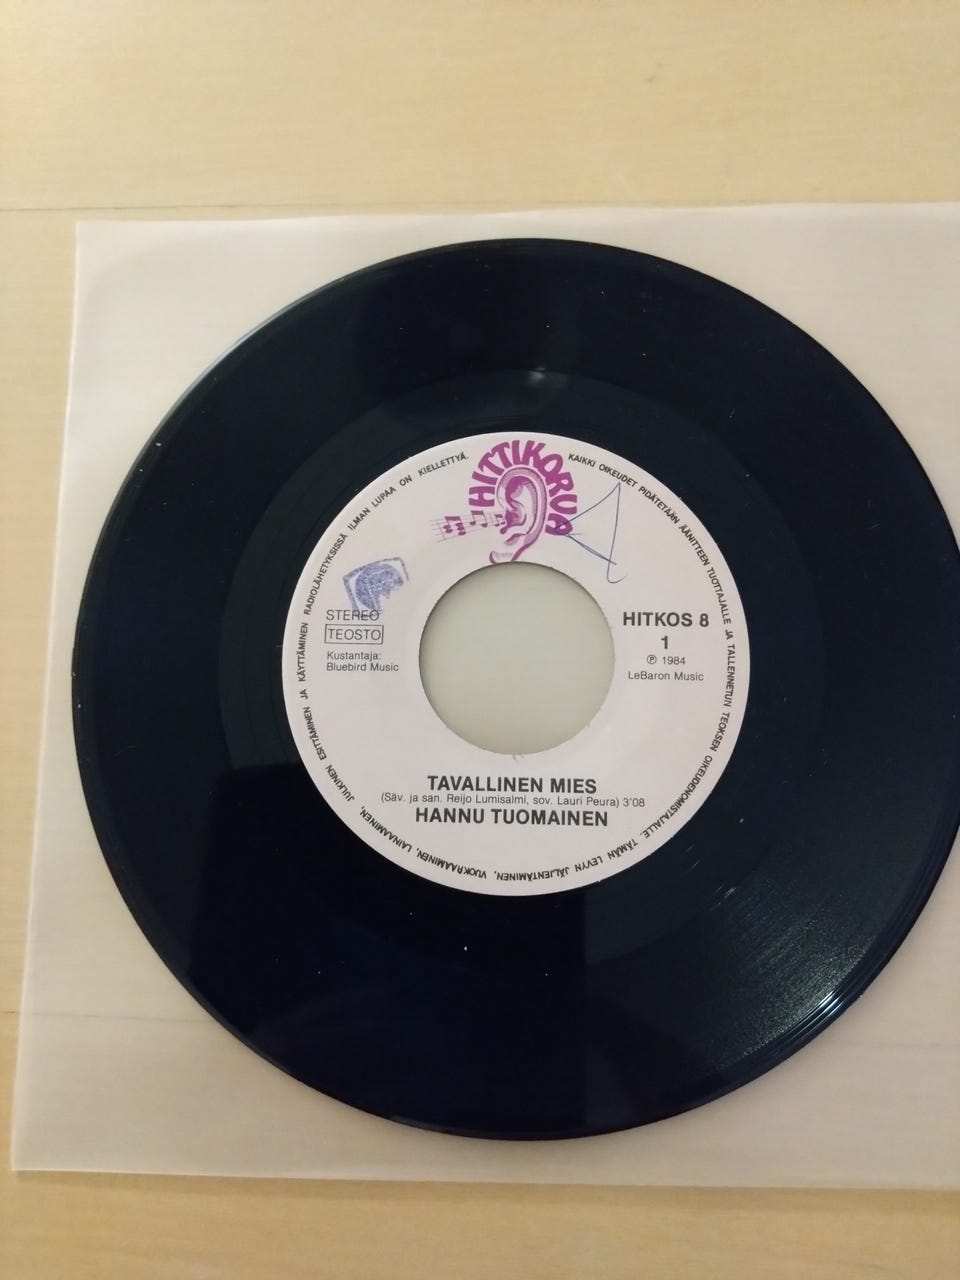 HITTIKORVA
KAIKKI OIKEUDET PIDÄTETÄÄN ÄÄNITTEEN TUOTTAJALLE JA TALLENNETUN TEOKSEN OIKEUDENOMISTAJALLE. TÄMÄN LEVYN JÄLJENTÄMINEN, VUOKRAAMINEN, LAINAAMINEN, JULKINEN ESITTÄMINEN JA KÄYTTÄMINEN RADIOLÄHETYKSISSÄ ILMAN LUPAA ON KIELLETTYÄ.
STEREO
TEOSTO
Kustantaja:
Bluebird Music
HITKOS 8
1
℗ 1984
LeBaron Music
TAVALLINEN MIES
(Säv. ja san. Reijo Lumisalmi, sov. Lauri Peura) 3'08
HANNU TUOMAINEN